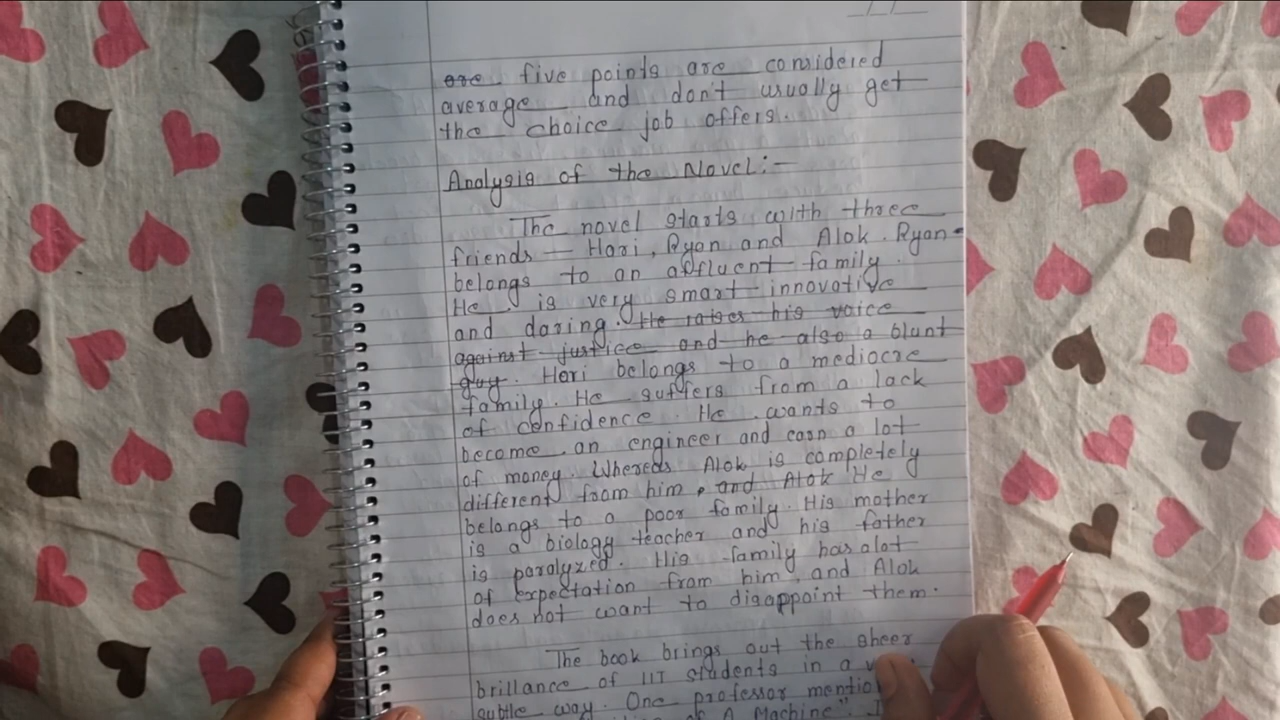 are five points are considered
average and don't usually get
the choice job offers.
Analysis of the Novel:-
The novel starts with three
friends — Hari, Ryan and Alok. Ryan
belongs to an affluent family.
He is very smart innovative
and daring. He raises his voice
against justice and he also a blunt
guy. Hari belongs to a mediocre
family. He suffers from a lack
of confidence. He wants to
become an engineer and earn a lot
of money. Whereas Alok is completely
different from him, and Alok He
belongs to a poor family. His mother
is a biology teacher and his father
is paralyzed. His family has alot
of expectation from him, and Alok
does not want to disappoint them.
The book brings out the sheer
brillance of IIT students in a
subtle way. One professor
of A Machine".